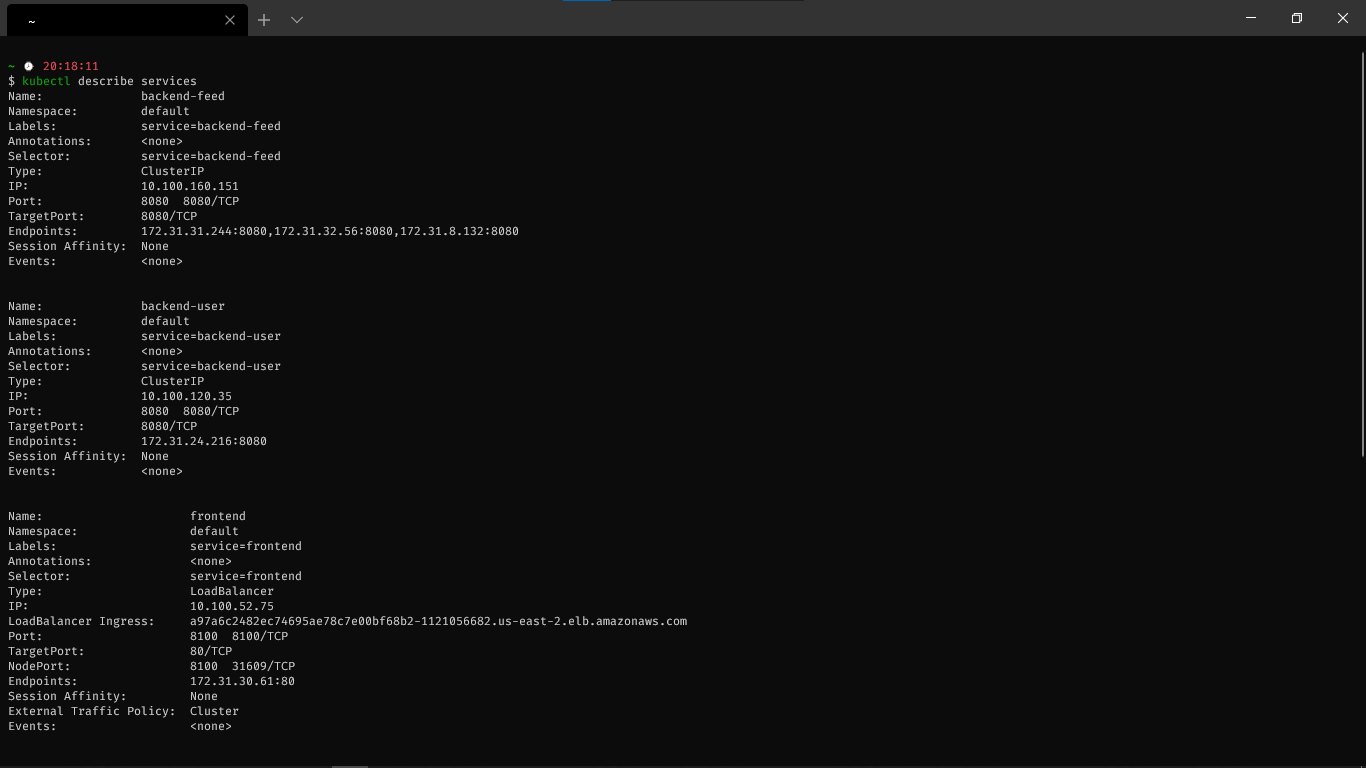 ~
~ 20:18:11
$ kubectl describe services
Name:              backend-feed
Namespace:         default
Labels:            service=backend-feed
Annotations:       <none>
Selector:          service=backend-feed
Type:              ClusterIP
IP:                10.100.160.151
Port:              8080  8080/TCP
TargetPort:        8080/TCP
Endpoints:         172.31.31.244:8080,172.31.32.56:8080,172.31.8.132:8080
Session Affinity:  None
Events:            <none>
Name:              backend-user
Namespace:         default
Labels:            service=backend-user
Annotations:       <none>
Selector:          service=backend-user
Type:              ClusterIP
IP:                10.100.120.35
Port:              8080  8080/TCP
TargetPort:        8080/TCP
Endpoints:         172.31.24.216:8080
Session Affinity:  None
Events:            <none>
Name:                     frontend
Namespace:                default
Labels:                   service=frontend
Annotations:              <none>
Selector:                 service=frontend
Type:                     LoadBalancer
IP:                       10.100.52.75
LoadBalancer Ingress:     a97a6c2482ec74695ae78c7e00bf68b2-1121056682.us-east-2.elb.amazonaws.com
Port:                     8100  8100/TCP
TargetPort:               80/TCP
NodePort:                 8100  31609/TCP
Endpoints:                172.31.30.61:80
Session Affinity:         None
External Traffic Policy:  Cluster
Events:                   <none>